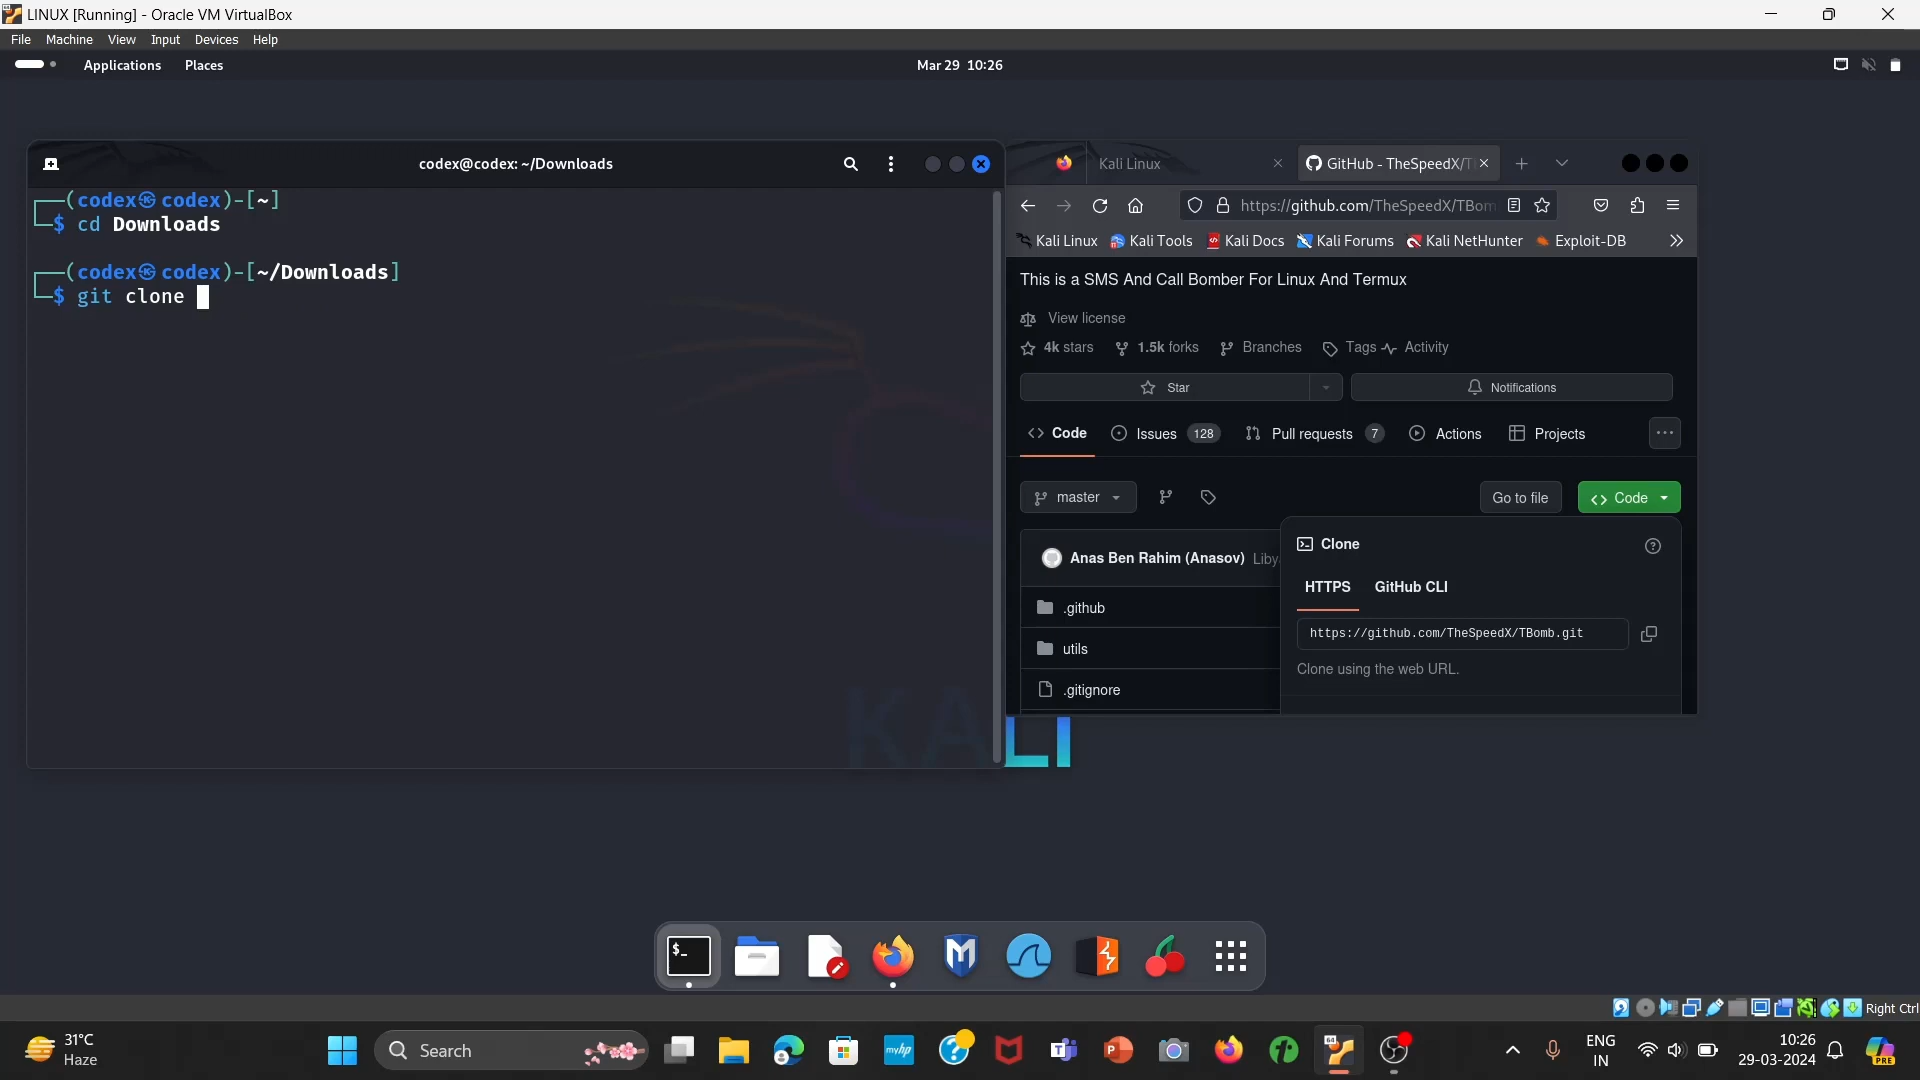 LINUX [Running] - Oracle VM VirtualBox
File Machine View Input Devices Help
Applications Places
Mar 29 10:26
codex@codex: ~/Downloads
(codex㉿codex)-[~]
$ cd Downloads
(codex㉿codex)-[~/Downloads]
$ git clone
Kali Linux
GitHub - TheSpeedX/T
https://github.com/TheSpeedX/TBom
Kali Linux Kali Tools Kali Docs Kali Forums Kali NetHunter Exploit-DB
This is a SMS And Call Bomber For Linux And Termux
View license
4k stars 1.5k forks Branches Tags Activity
Star
Notifications
Code Issues 128 Pull requests 7 Actions Projects
master
Go to file
Code
Clone
Anas Ben Rahim (Anasov) Liby
HTTPS GitHub CLI
.github
https://github.com/TheSpeedX/TBomb.git
utils
Clone using the web URL.
.gitignore
KALI
$_
Right Ctrl
31°C
Haze
Search
myhp
64
ENG
IN
10:26
29-03-2024
PRE